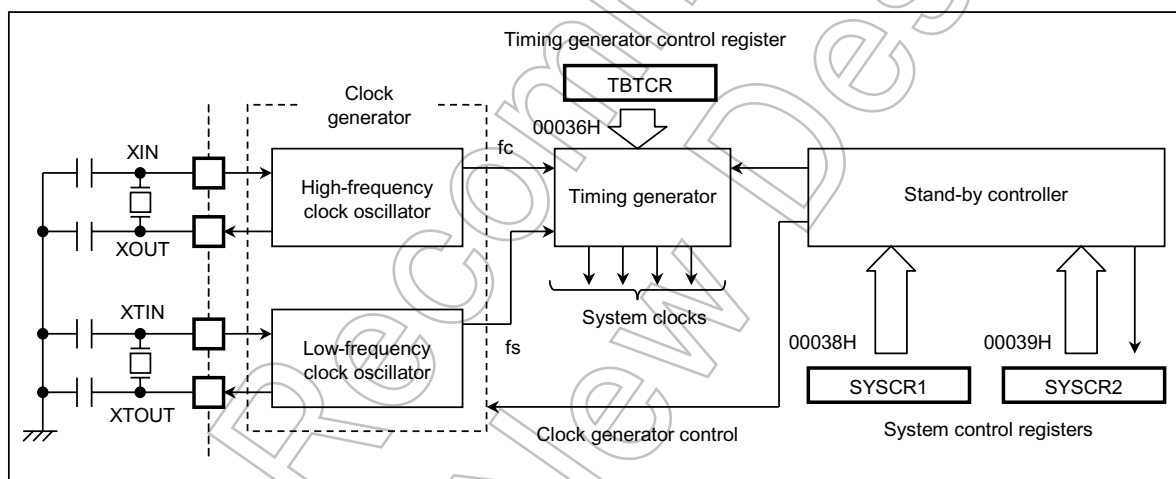 Timing generator control register
TBTCR
00036H
Clock
generator
XIN
XOUT
High-frequency
clock oscillator
fc
Timing generator
Stand-by controller
System clocks
XTIN
XTOUT
Low-frequency
clock oscillator
fs
00038H
00039H
SYSCR1
SYSCR2
Clock generator control
System control registers